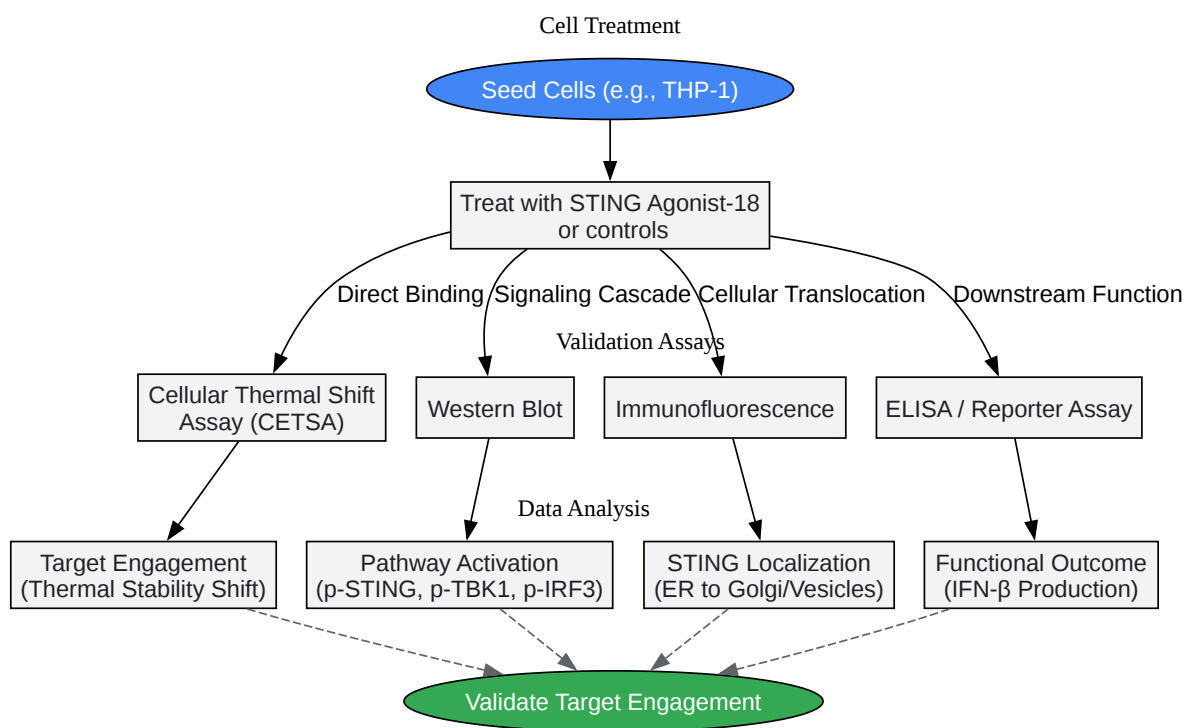 Cell Treatment
Seed Cells (e.g., THP-1)
Treat with STING Agonist-18
or controls
Direct Binding
Signaling Cascade
Cellular Translocation
Downstream Function
Validation Assays
Cellular Thermal Shift
Assay (CETSA)
Western Blot
Immunofluorescence
ELISA / Reporter Assay
Data Analysis
Target Engagement
(Thermal Stability Shift)
Pathway Activation
(p-STING, p-TBK1, p-IRF3)
STING Localization
(ER to Golgi/Vesicles)
Functional Outcome
(IFN-β Production)
Validate Target Engagement